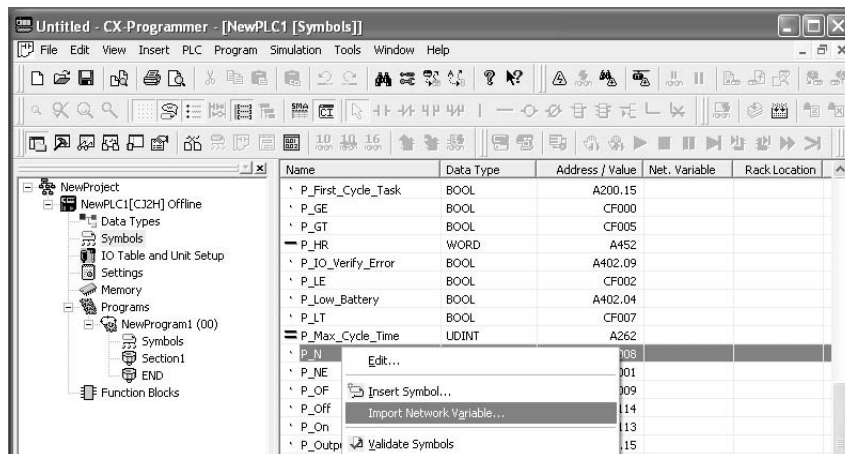 Untitled - CX-Programmer - [NewPLC1 [Symbols]]
File Edit View Insert PLC Program Simulation Tools Window Help
10 10 16
NewProject
NewPLC1[CJ2H] Offline
Data Types
Symbols
IO Table and Unit Setup
Settings
Memory
Programs
NewProgram1 (00)
Symbols
Section1
END
Function Blocks
Name Data Type Address / Value Net. Variable Rack Location
P_First_Cycle_Task BOOL A200.15
P_GE BOOL CF000
P_GT BOOL CF005
P_HR WORD A452
P_IO_Verify_Error BOOL A402.09
P_LE BOOL CF002
P_Low_Battery BOOL A402.04
P_LT BOOL CF007
P_Max_Cycle_Time UDINT A262
P_N 008
P_NE 001
P_OF 009
P_Off 114
P_On 113
P_Outp .15
Edit...
Insert Symbol...
Import Network Variable...
Validate Symbols